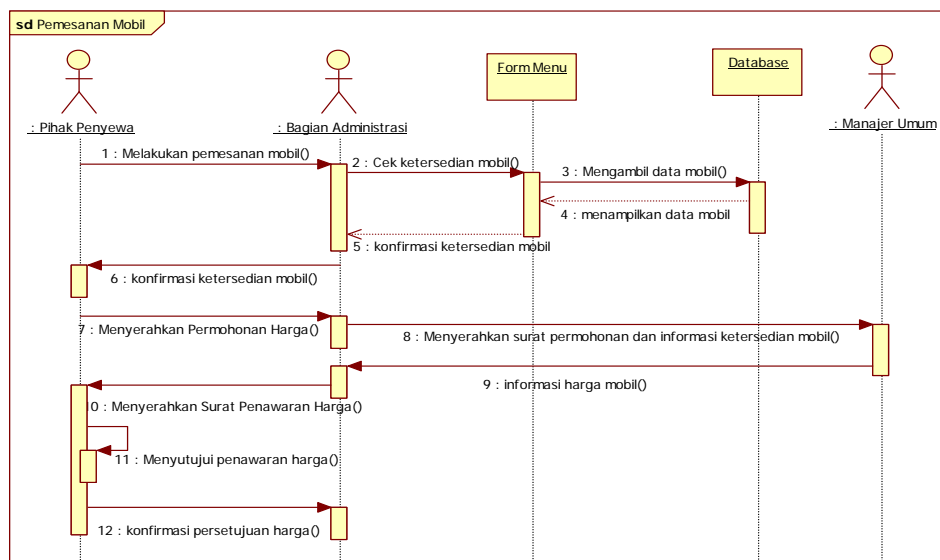 sd Pemesanan Mobil
Form Menu
Database
: Pihak Penyewa
: Bagian Administrasi
: Manajer Umum
1 : Melakukan pemesanan mobil()
2 : Cek ketersedian mobil()
3 : Mengambil data mobil()
4 : menampilkan data mobil
5 : konfirmasi ketersedian mobil
6 : konfirmasi ketersedian mobil()
7 : Menyerahkan Permohonan Harga()
8 : Menyerahkan surat permohonan dan informasi ketersedian mobil()
9 : informasi harga mobil()
10 : Menyerahkan Surat Penawaran Harga()
11 : Menyutujui penawaran harga()
12 : konfirmasi persetujuan harga()